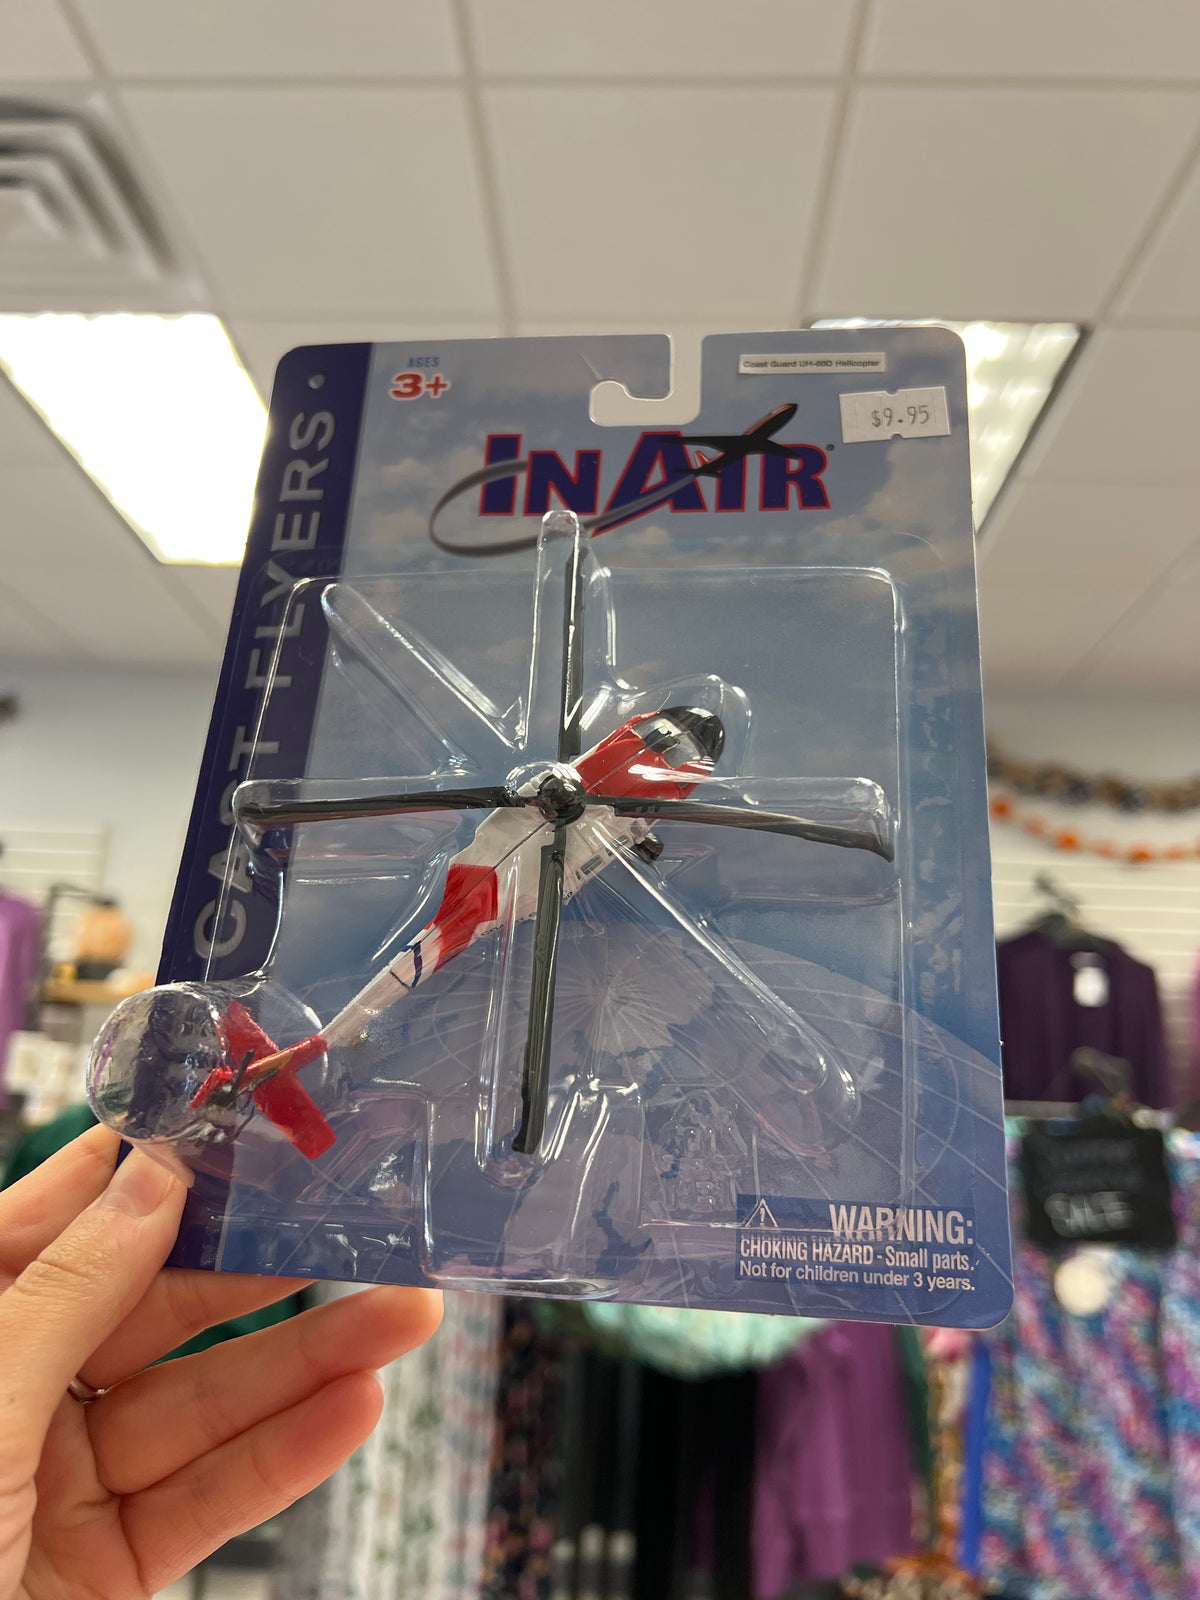 AGES
3+
Coast Guard UH-60D Helicopter
$9.95
INAIR
CAST FLYERS •
WARNING:
CHOKING HAZARD - Small parts.
Not for children under 3 years.
SALE